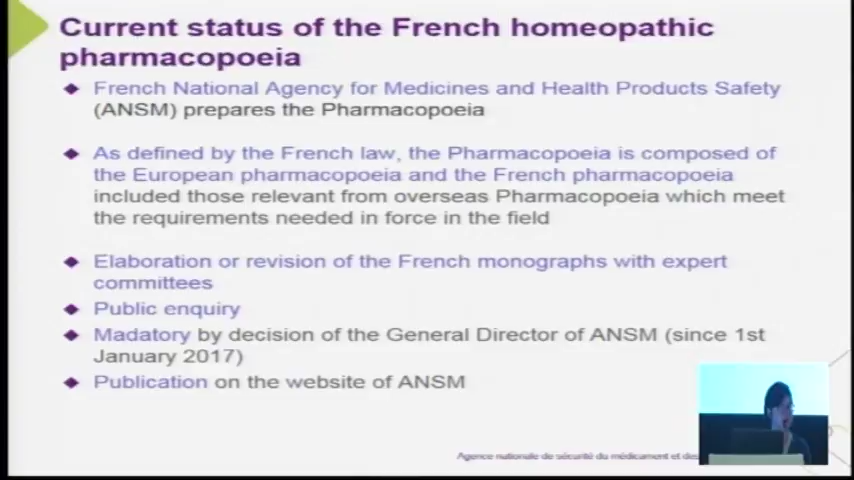 Current status of the French homeopathic
pharmacopoeia
French National Agency for Medicines and Health Products Safety
(ANSM) prepares the Pharmacopoeia
As defined by the French law, the Pharmacopoeia is composed of
the European pharmacopoeia and the French pharmacopoeia
included those relevant from overseas Pharmacopoeia which meet
the requirements needed in force in the field
Elaboration or revision of the French monographs with expert
committees
Public enquiry
Madatory by decision of the General Director of ANSM (since 1st
January 2017)
Publication on the website of ANSM
Agence nationale de sécurité du médicament et des